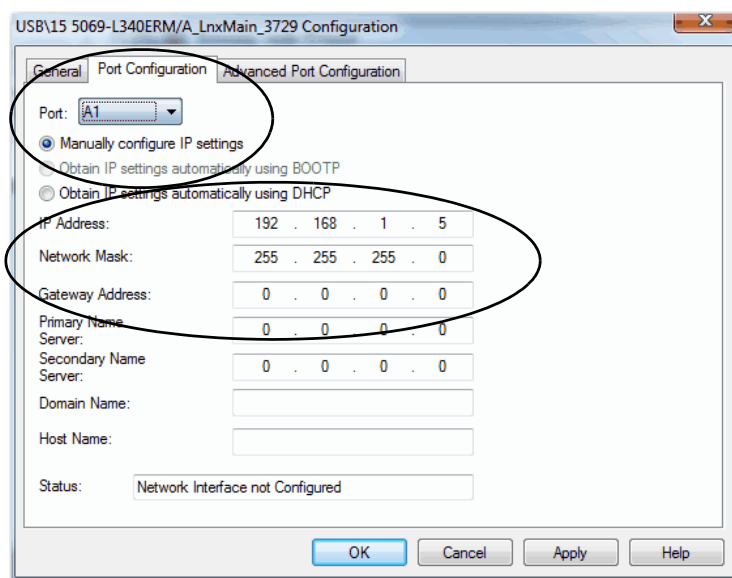 USB\15 5069-L340ERM/A_LnxMain_3729 Configuration
X
General Port Configuration Advanced Port Configuration
Port: A1
Manually configure IP settings
Obtain IP settings automatically using BOOTP
Obtain IP settings automatically using DHCP
IP Address: 192 . 168 . 1 . 5
Network Mask: 255 . 255 . 255 . 0
Gateway Address: 0 . 0 . 0 . 0
Primary Name
Server: 0 . 0 . 0 . 0
Secondary Name
Server: 0 . 0 . 0 . 0
Domain Name:
Host Name:
Status: Network Interface not Configured
OK Cancel Apply Help